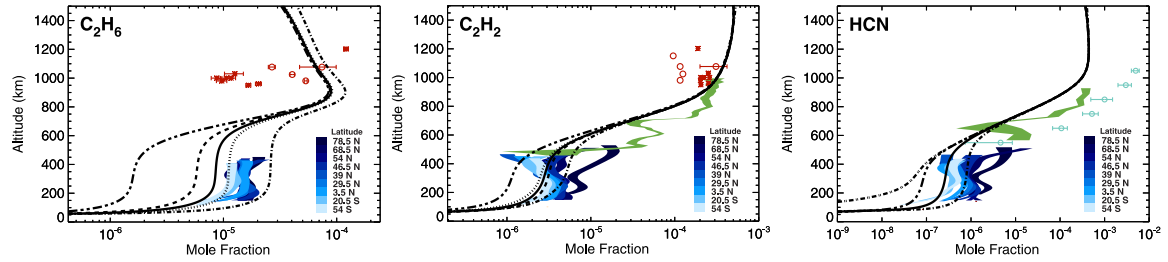 C2H6
1400
1200
1000
800
600
400
200
0
Altitude (km)
Latitude
78.5 N
68.5 N
54 N
46.5 N
39 N
29.5 N
3.5 N
20.5 S
54 S
10-6
10-5
10-4
Mole Fraction
C2H2
1400
1200
1000
800
600
400
200
0
Altitude (km)
Latitude
78.5 N
68.5 N
54 N
46.5 N
39 N
29.5 N
3.5 N
20.5 S
54 S
10-6
10-5
10-4
10-3
Mole Fraction
HCN
1400
1200
1000
800
600
400
200
0
Altitude (km)
Latitude
78.5 N
68.5 N
54 N
46.5 N
39 N
29.5 N
3.5 N
20.5 S
54 S
10-9
10-8
10-7
10-6
10-5
10-4
10-3
10-2
Mole Fraction